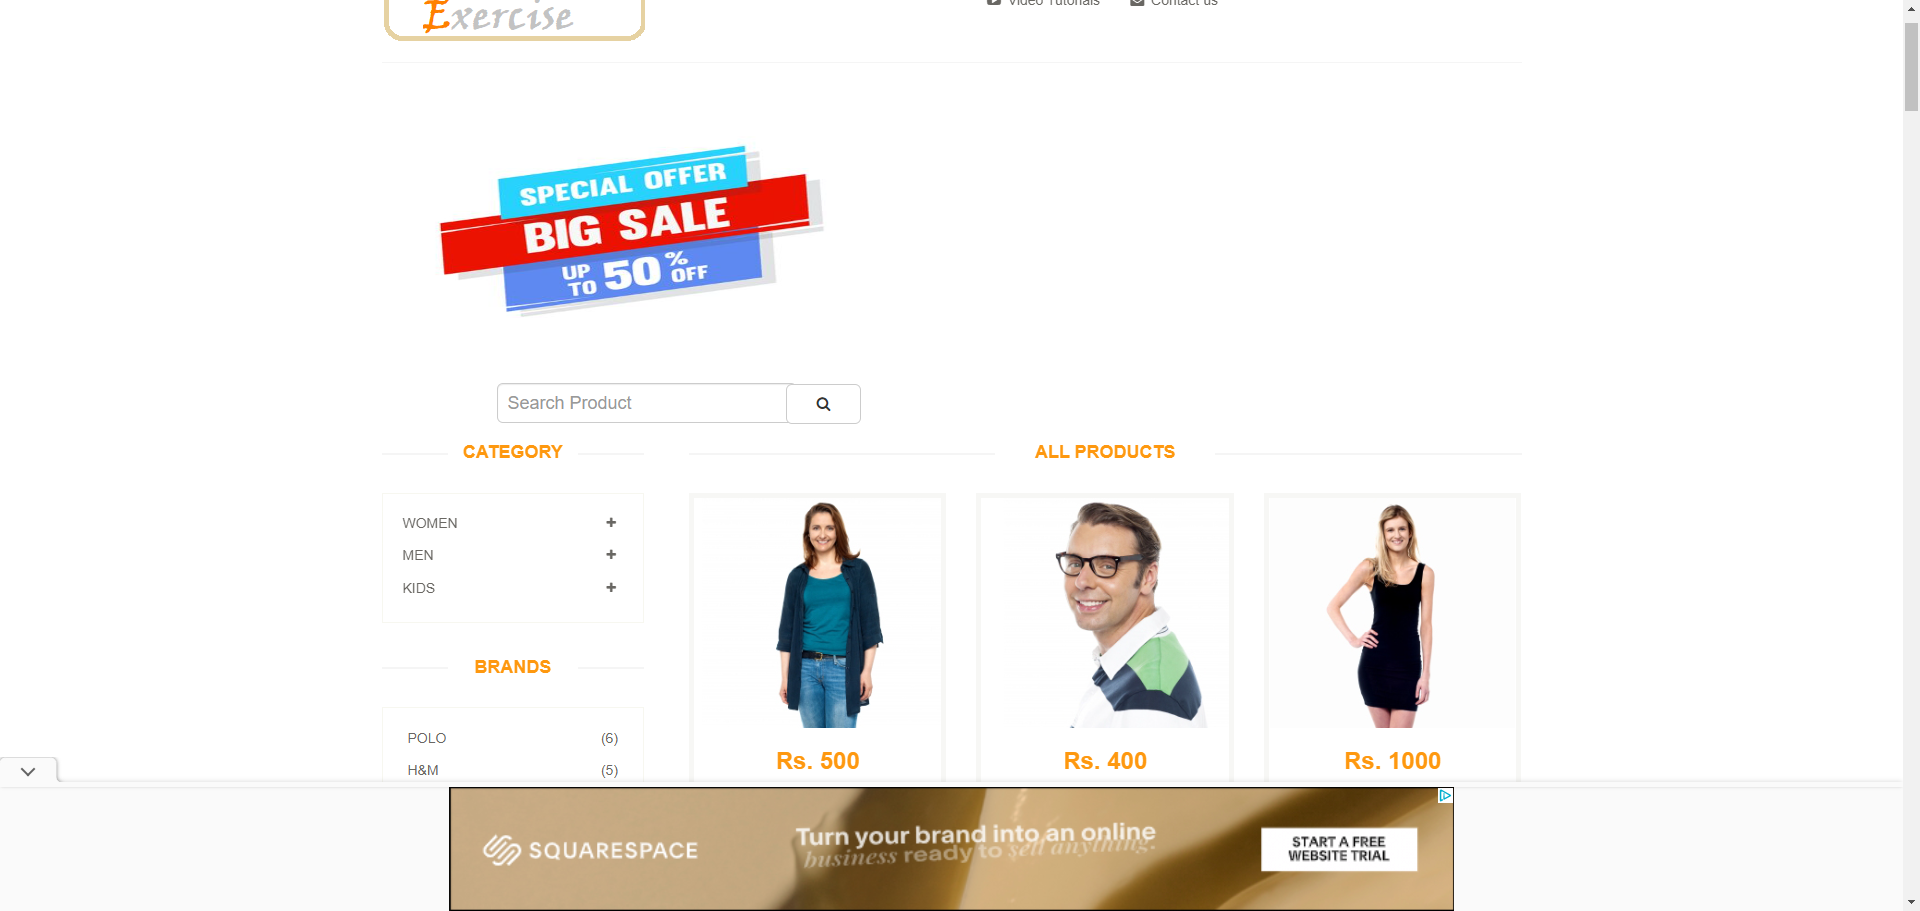 Exercise
Video Tutorials
Contact us
SPECIAL OFFER
BIG SALE
UP TO 50% OFF
Search Product
CATEGORY
WOMEN
MEN
KIDS
BRANDS
POLO (6)
H&M (5)
ALL PRODUCTS
Rs. 500
Rs. 400
Rs. 1000
SQUARESPACE
Turn your brand into an online
business ready to sell anything.
START A FREE
WEBSITE TRIAL